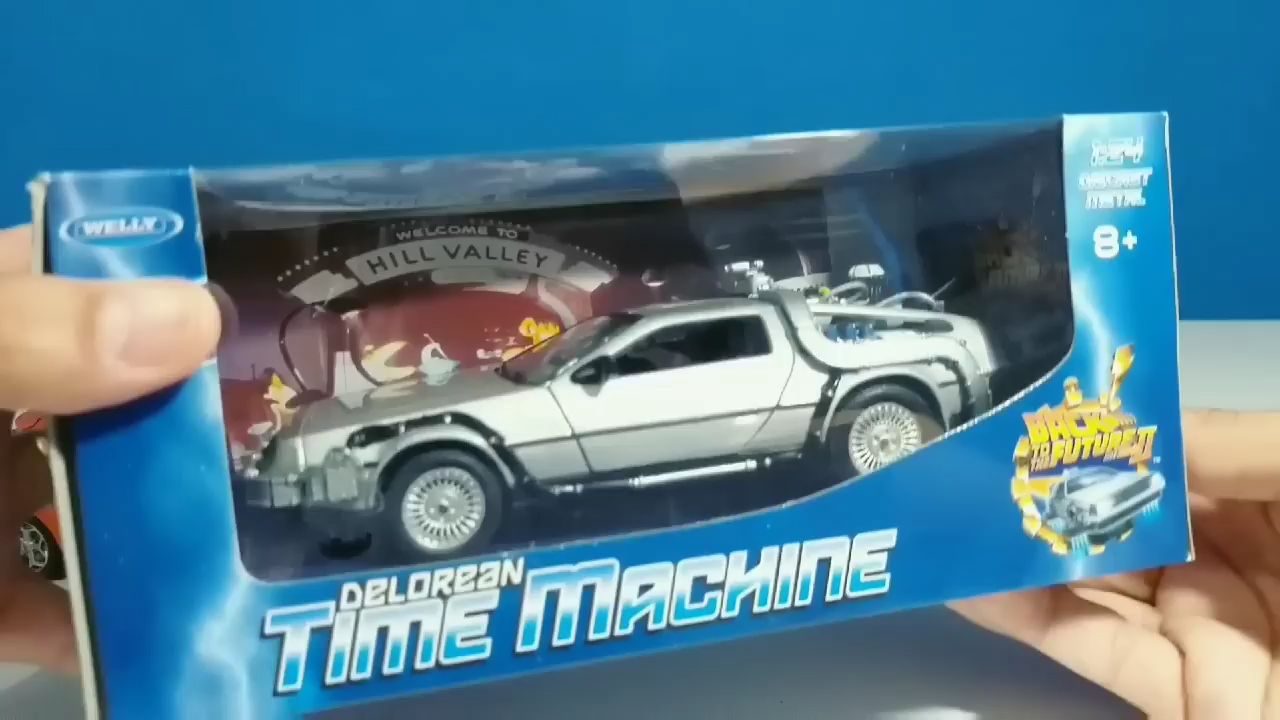 WELLY
WELCOME TO
HILL VALLEY
1:24
DIECAST
METAL
8+
BACK
TO THE FUTURE II
DELOREAN
TIME MACHINE